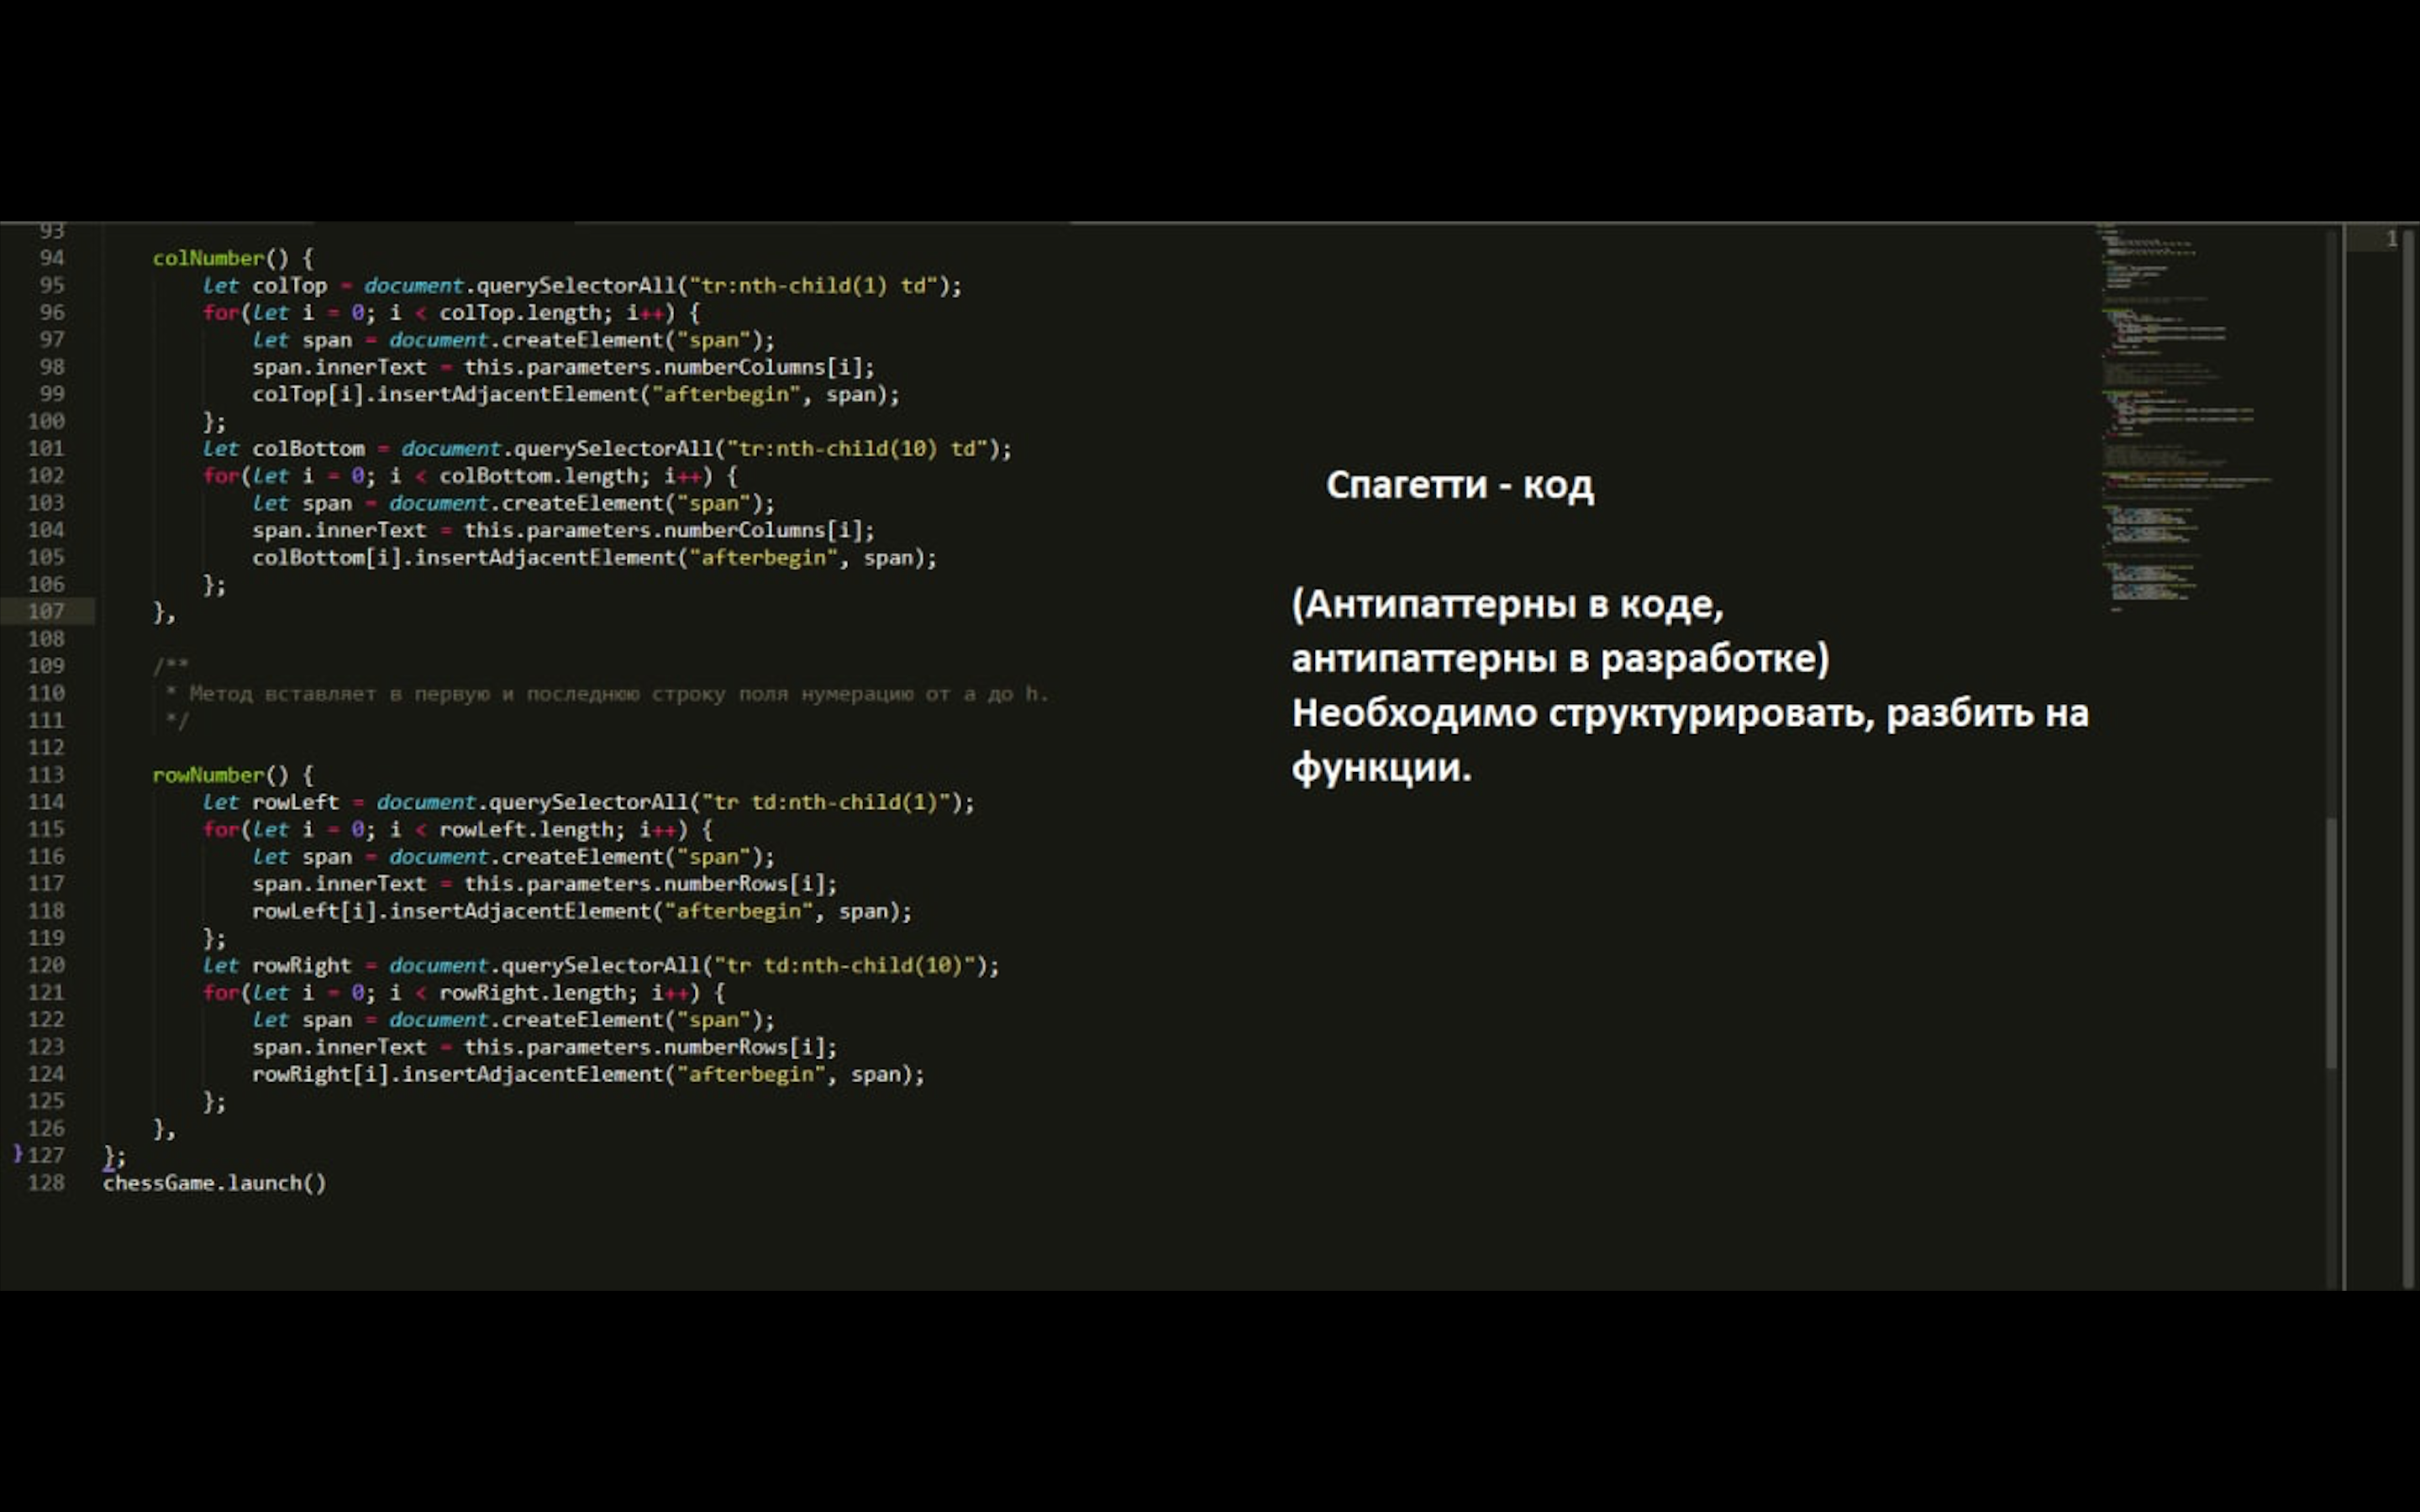 93
94 colNumber() {
95 let colTop = document.querySelectorAll("tr:nth-child(1) td");
96 for(let i = 0; i < colTop.length; i++) {
97 let span = document.createElement("span");
98 span.innerText = this.parameters.numberColumns[i];
99 colTop[i].insertAdjacentElement("afterbegin", span);
100 };
101 let colBottom = document.querySelectorAll("tr:nth-child(10) td");
102 for(let i = 0; i < colBottom.length; i++) {
103 let span = document.createElement("span");
104 span.innerText = this.parameters.numberColumns[i];
105 colBottom[i].insertAdjacentElement("afterbegin", span);
106 };
107 },
108
109 /**
110 * Метод вставляет в первую и последнюю строку поля нумерацию от a до h.
111 */
112
113 rowNumber() {
114 let rowLeft = document.querySelectorAll("tr td:nth-child(1)");
115 for(let i = 0; i < rowLeft.length; i++) {
116 let span = document.createElement("span");
117 span.innerText = this.parameters.numberRows[i];
118 rowLeft[i].insertAdjacentElement("afterbegin", span);
119 };
120 let rowRight = document.querySelectorAll("tr td:nth-child(10)");
121 for(let i = 0; i < rowRight.length; i++) {
122 let span = document.createElement("span");
123 span.innerText = this.parameters.numberRows[i];
124 rowRight[i].insertAdjacentElement("afterbegin", span);
125 };
126 },
}127 };
128 chessGame.launch()
Спагетти - код
(Антипаттерны в коде,
антипаттерны в разработке)
Необходимо структурировать, разбить на
функции.
1